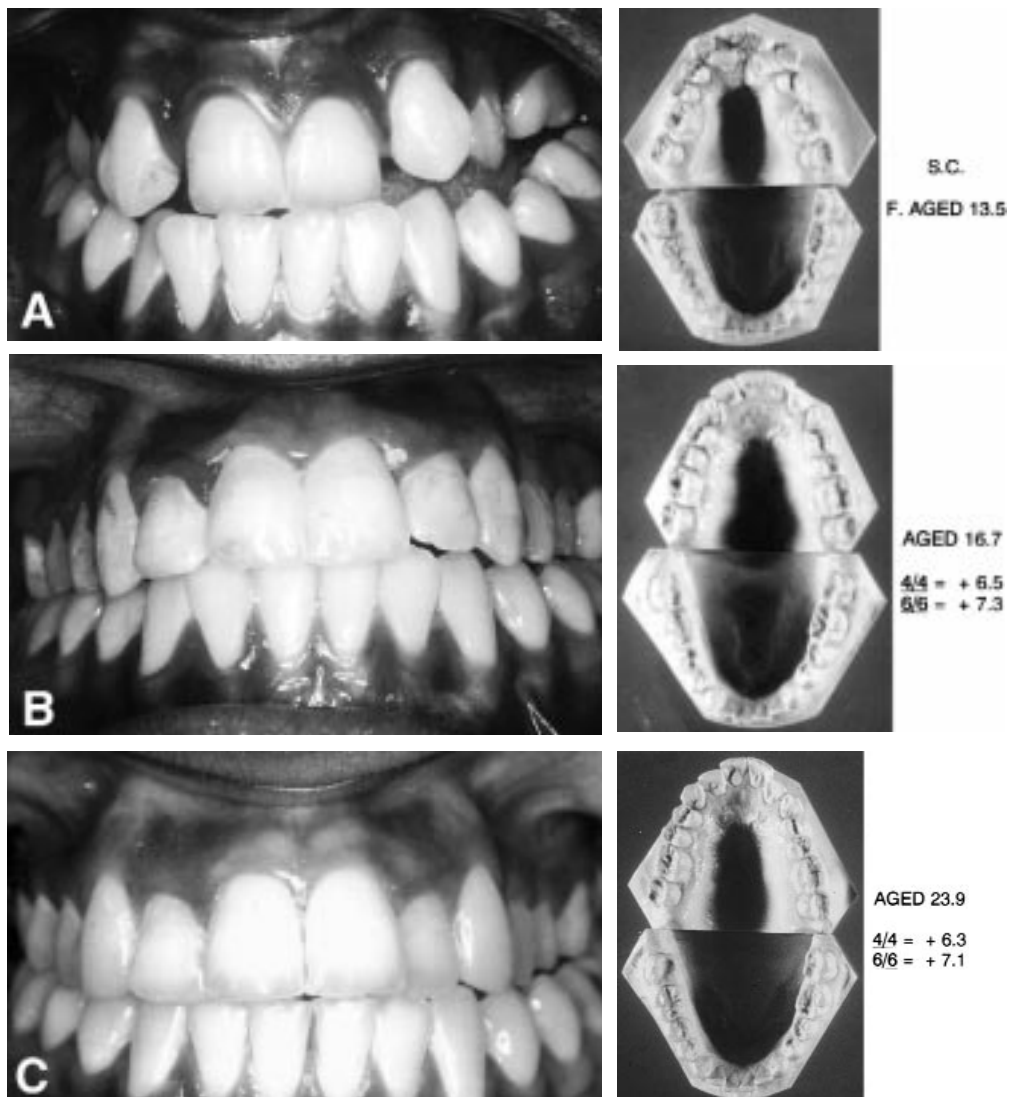 A
S.C.
F. AGED 13.5
B
AGED 16.7
4/4 = + 6.5
6/6 = + 7.3
C
AGED 23.9
4/4 = + 6.3
6/6 = + 7.1